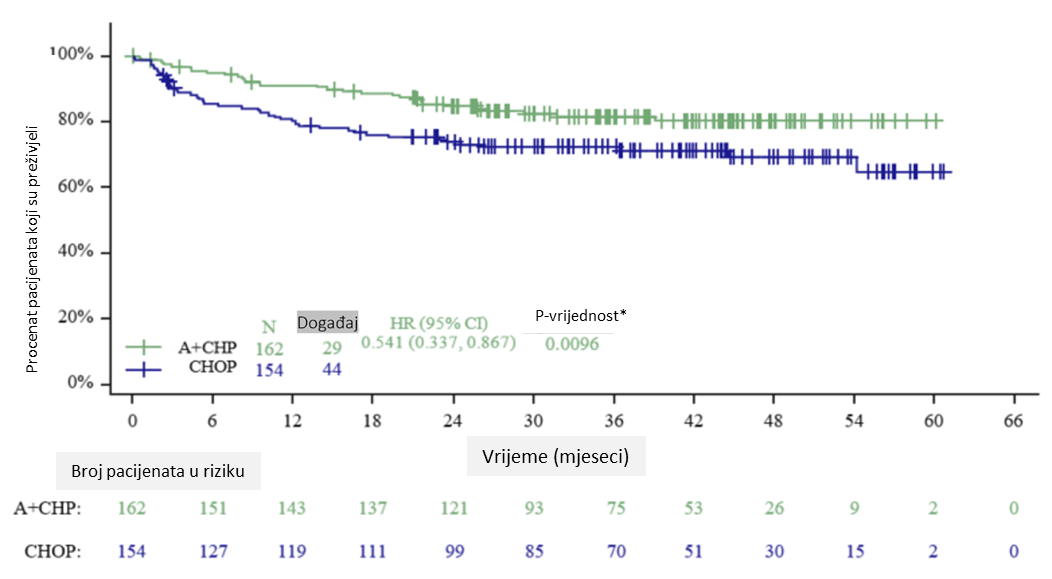 Procenat pacijenata koji su preživjeli
100%
80%
60%
40%
20%
0%
N Događaj HR (95% CI) P-vrijednost*
A+CHP 162 29 0.541 (0.337, 0.867) 0.0096
CHOP 154 44
0 6 12 18 24 30 36 42 48 54 60 66
Vrijeme (mjeseci)
Broj pacijenata u riziku
A+CHP: 162 151 143 137 121 93 75 53 26 9 2 0
CHOP: 154 127 119 111 99 85 70 51 30 15 2 0